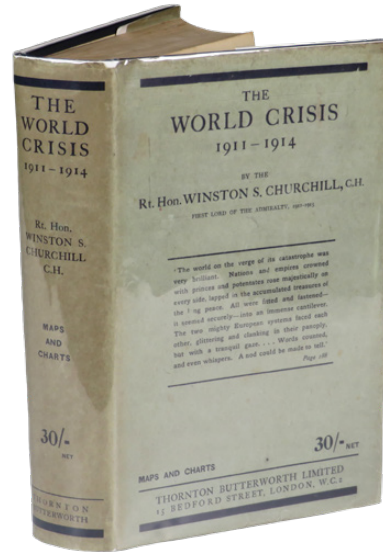 THE
WORLD
CRISIS
1911–1914
Rt. Hon.
WINSTON S.
CHURCHILL
C.H.
MAPS
AND
CHARTS
30/-
NET
THORNTON
BUTTERWORTH
THE
WORLD CRISIS
1911–1914
BY THE
Rt. Hon. WINSTON S. CHURCHILL, C.H.
FIRST LORD OF THE ADMIRALTY, 1911-1915
'The world on the verge of its catastrophe was
very brilliant. Nations and empires crowned
with princes and potentates rose majestically on
every side, lapped in the accumulated treasures of
the long peace. All were fitted and fastened—
it seemed securely—into an immense cantilever.
The two mighty European systems faced each
other, glittering and clanking in their panoply,
but with a tranquil gaze. . . . Words counted,
and even whispers. A nod could be made to tell.'
Page 188
MAPS AND CHARTS
30/- NET
THORNTON BUTTERWORTH LIMITED
15 BEDFORD STREET, LONDON, W.C.2